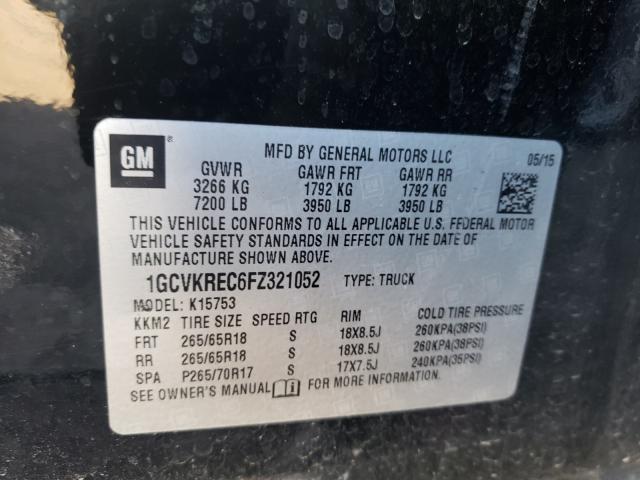 GM ®
MFD BY GENERAL MOTORS LLC 05/15
GVWR GAWR FRT GAWR RR
3266 KG 1792 KG 1792 KG
7200 LB 3950 LB 3950 LB
THIS VEHICLE CONFORMS TO ALL APPLICABLE U.S. FEDERAL MOTOR
VEHICLE SAFETY STANDARDS IN EFFECT ON THE DATE OF
MANUFACTURE SHOWN ABOVE.
1GCVKREC6FZ321052 TYPE: TRUCK
MODEL: K15753
KKM2 TIRE SIZE SPEED RTG RIM COLD TIRE PRESSURE
FRT 265/65R18 S 18X8.5J 260KPA(38PSI)
RR 265/65R18 S 18X8.5J 260KPA(38PSI)
SPA P265/70R17 S 17X7.5J 240KPA(35PSI)
SEE OWNER'S MANUAL FOR MORE INFORMATION.